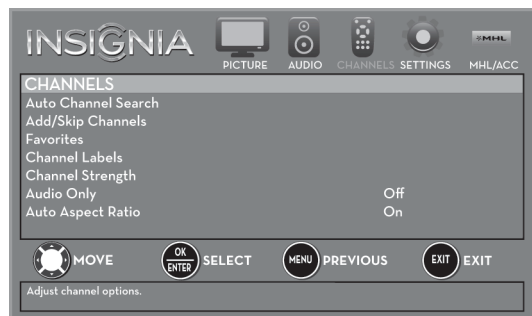 INSIGNIA
PICTURE AUDIO CHANNELS SETTINGS MHL MHL/ACC
CHANNELS
Auto Channel Search
Add/Skip Channels
Favorites
Channel Labels
Channel Strength
Audio Only Off
Auto Aspect Ratio On
MOVE OK ENTER SELECT MENU PREVIOUS EXIT EXIT
Adjust channel options.